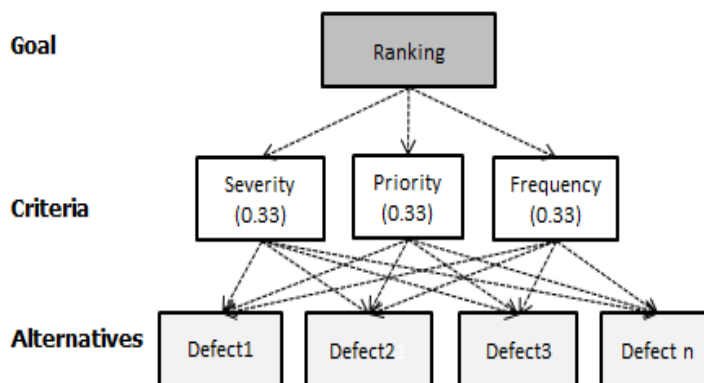 Goal
Ranking
Criteria
Severity
(0.33)
Priority
(0.33)
Frequency
(0.33)
Alternatives
Defect1
Defect2
Defect3
Defect n